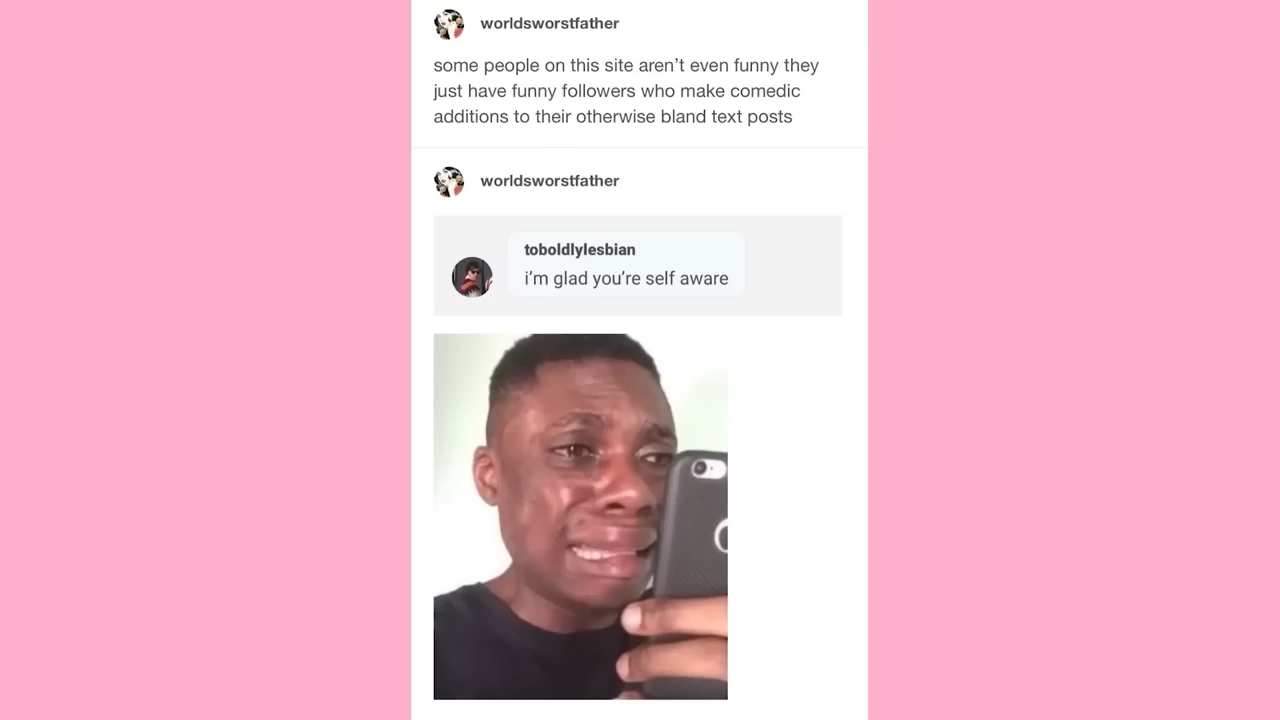 worldsworstfather
some people on this site aren’t even funny they
just have funny followers who make comedic
additions to their otherwise bland text posts
worldsworstfather
toboldlylesbian
i’m glad you’re self aware